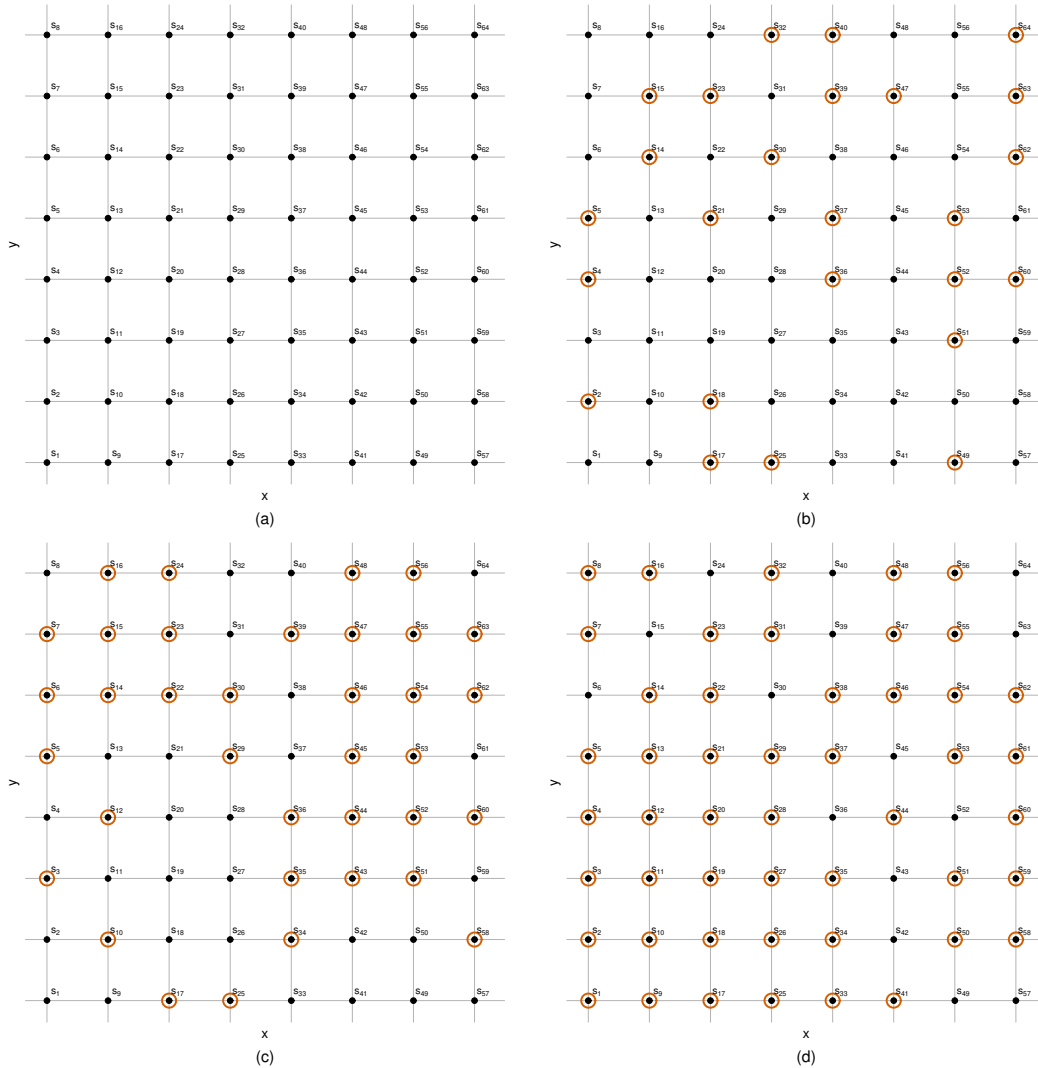 s8 s16 s24 s32 s40 s48 s56 s64
s7 s15 s23 s31 s39 s47 s55 s63
s6 s14 s22 s30 s38 s46 s54 s62
s5 s13 s21 s29 s37 s45 s53 s61
y
s4 s12 s20 s28 s36 s44 s52 s60
s3 s11 s19 s27 s35 s43 s51 s59
s2 s10 s18 s26 s34 s42 s50 s58
s1 s9 s17 s25 s33 s41 s49 s57
x
(a)
s8 s16 s24 s32 s40 s48 s56 s64
s7 s15 s23 s31 s39 s47 s55 s63
s6 s14 s22 s30 s38 s46 s54 s62
s5 s13 s21 s29 s37 s45 s53 s61
y
s4 s12 s20 s28 s36 s44 s52 s60
s3 s11 s19 s27 s35 s43 s51 s59
s2 s10 s18 s26 s34 s42 s50 s58
s1 s9 s17 s25 s33 s41 s49 s57
x
(b)
s8 s16 s24 s32 s40 s48 s56 s64
s7 s15 s23 s31 s39 s47 s55 s63
s6 s14 s22 s30 s38 s46 s54 s62
s5 s13 s21 s29 s37 s45 s53 s61
y
s4 s12 s20 s28 s36 s44 s52 s60
s3 s11 s19 s27 s35 s43 s51 s59
s2 s10 s18 s26 s34 s42 s50 s58
s1 s9 s17 s25 s33 s41 s49 s57
x
(c)
s8 s16 s24 s32 s40 s48 s56 s64
s7 s15 s23 s31 s39 s47 s55 s63
s6 s14 s22 s30 s38 s46 s54 s62
s5 s13 s21 s29 s37 s45 s53 s61
y
s4 s12 s20 s28 s36 s44 s52 s60
s3 s11 s19 s27 s35 s43 s51 s59
s2 s10 s18 s26 s34 s42 s50 s58
s1 s9 s17 s25 s33 s41 s49 s57
x
(d)